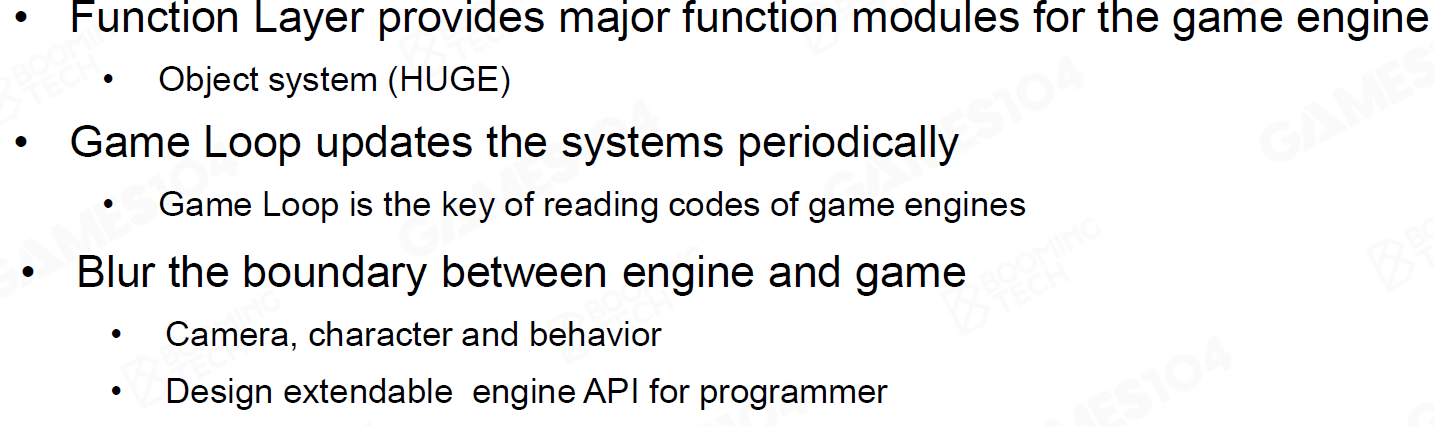 • Function Layer provides major function modules for the game engine
• Object system (HUGE)
• Game Loop updates the systems periodically
• Game Loop is the key of reading codes of game engines
• Blur the boundary between engine and game
• Camera, character and behavior
• Design extendable  engine API for programmer
BOOMING TECH
GAMES104